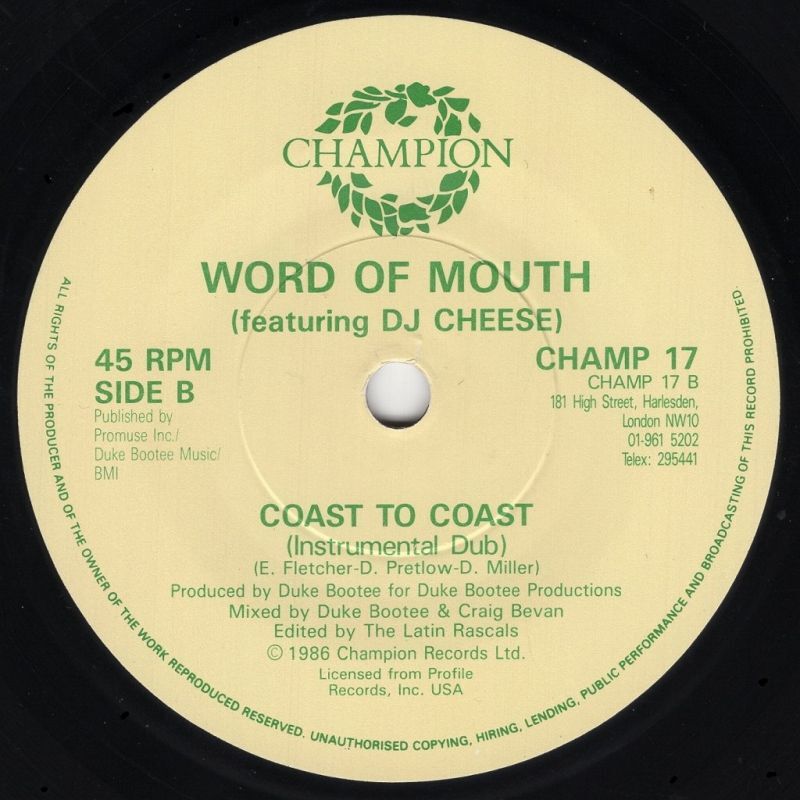 CHAMPION
WORD OF MOUTH
(featuring DJ CHEESE)
45 RPM
SIDE B
Published by
Promuse Inc./
Duke Bootee Music/
BMI
CHAMP 17
CHAMP 17 B
181 High Street, Harlesden,
London NW10
01-961 5202
Telex: 295441
COAST TO COAST
(Instrumental Dub)
(E. Fletcher-D. Pretlow-D. Miller)
Produced by Duke Bootee for Duke Bootee Productions
Mixed by Duke Bootee & Craig Bevan
Edited by The Latin Rascals
© 1986 Champion Records Ltd.
Licensed from Profile
Records, Inc. USA
ALL RIGHTS OF THE PRODUCER AND OF THE OWNER OF THE WORK REPRODUCED RESERVED. UNAUTHORISED COPYING, HIRING, LENDING, PUBLIC PERFORMANCE AND BROADCASTING OF THIS RECORD PROHIBITED.